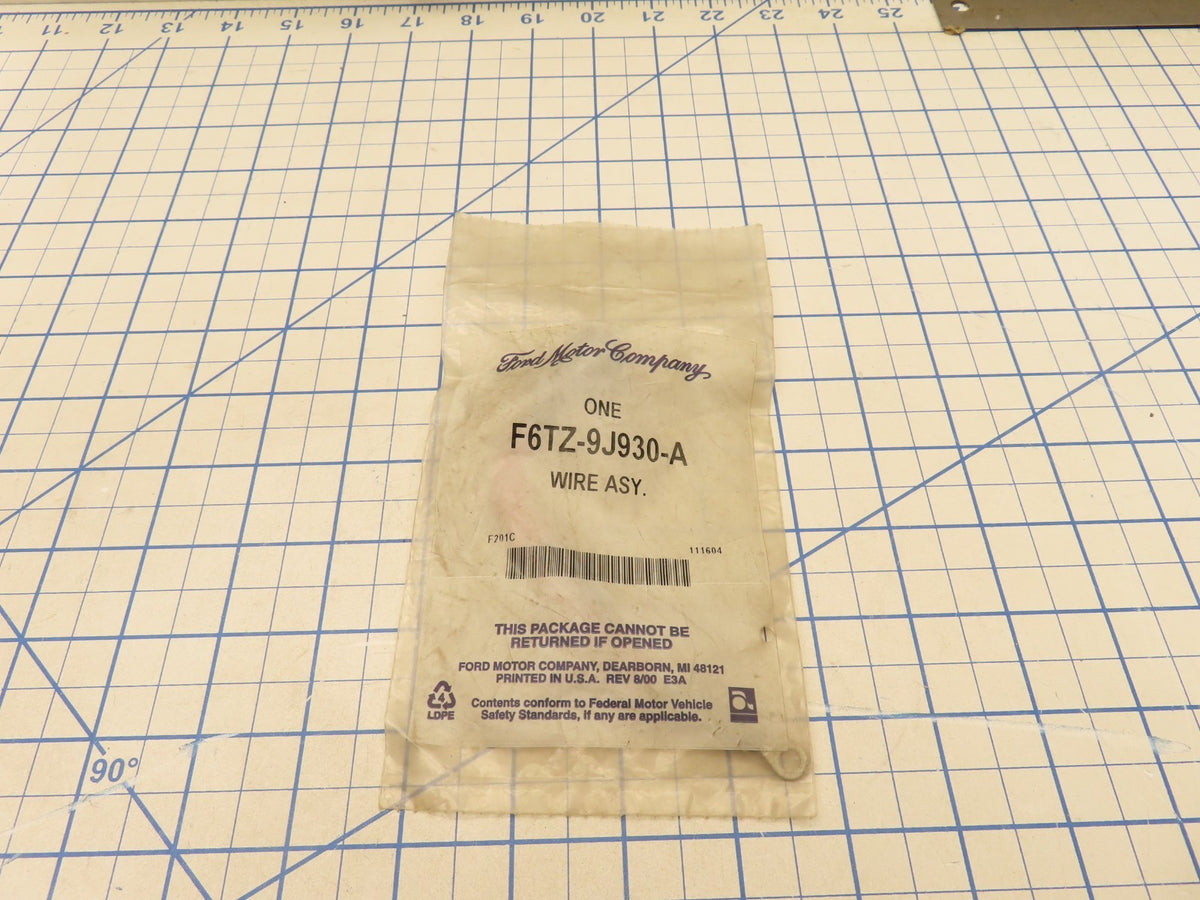 11 12 13 14 15 16 17 18 19 20 21 22 23 24 25
Ford Motor Company
ONE
F6TZ-9J930-A
WIRE ASY.
F201C 111604
THIS PACKAGE CANNOT BE
RETURNED IF OPENED
FORD MOTOR COMPANY, DEARBORN, MI 48121
PRINTED IN U.S.A. REV 8/00 E3A
4
LDPE
Contents conform to Federal Motor Vehicle
Safety Standards, if any are applicable.
90°